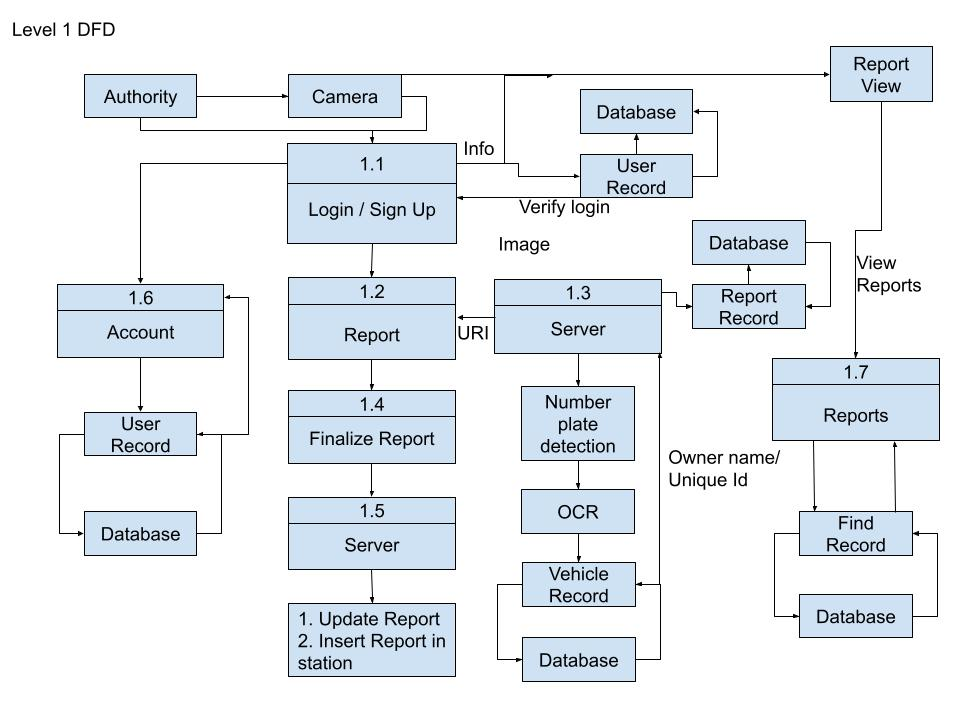 Level 1 DFD
Authority
Camera
Report
View
Database
User
Record
Info
Verify login
1.1
Login / Sign Up
Image
Database
Report
Record
View
Reports
1.6
Account
1.2
Report
URI
1.3
Server
1.7
Reports
User
Record
Database
1.4
Finalize Report
1.5
Server
1. Update Report
2. Insert Report in
station
Number
plate
detection
OCR
Vehicle
Record
Database
Owner name/
Unique Id
Find
Record
Database